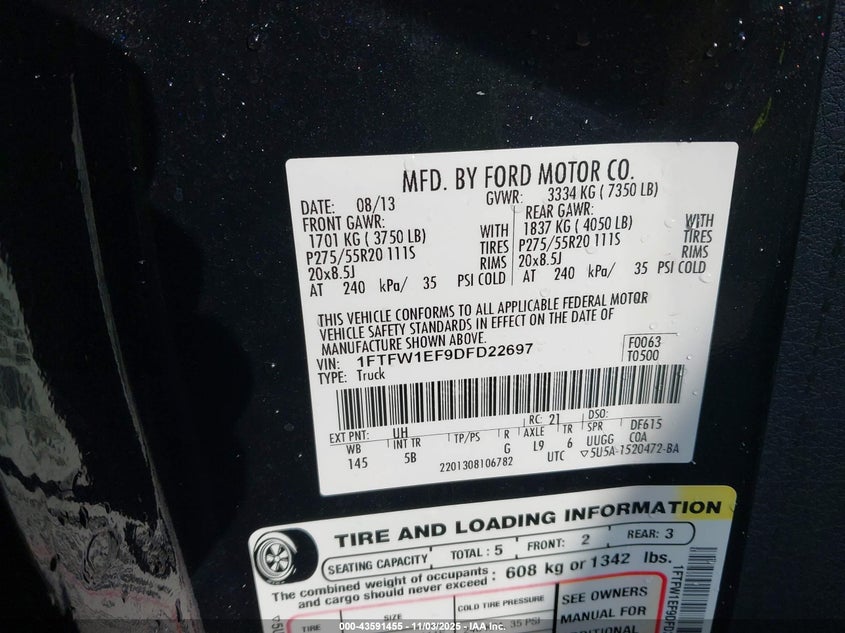 MFD. BY FORD MOTOR CO.
DATE: 08/13 GVWR: 3334 KG ( 7350 LB)
FRONT GAWR: REAR GAWR:
1701 KG ( 3750 LB) WITH 1837 KG ( 4050 LB) WITH
P275/55R20 111S TIRES P275/55R20 111S TIRES
20x8.5J RIMS 20x8.5J RIMS
AT 240 kPa/ 35 PSI COLD AT 240 kPa/ 35 PSI COLD
THIS VEHICLE CONFORMS TO ALL APPLICABLE FEDERAL MOTOR
VEHICLE SAFETY STANDARDS IN EFFECT ON THE DATE OF
MANUFACTURE SHOWN ABOVE.
VIN: 1FTFW1EF9DFD22697 F0063
TYPE: Truck T0500
EXT PNT: UH RC: 21 DSO:
WB INT TR TP/PS R AXLE TR SPR DF615
145 5B G L9 6 UUGG COA
2201308106782 UTC ▽5U5A-1520472-BA
TIRE AND LOADING INFORMATION
SEATING CAPACITY TOTAL : 5 FRONT: 2 REAR: 3
The combined weight of occupants and cargo should never exceed : 608 kg or 1342 lbs.
TIRE SIZE COLD TIRE PRESSURE SEE OWNERS
35 PSI MANUAL FOR
000-43591455 - 11/03/2025 - IAA Inc.